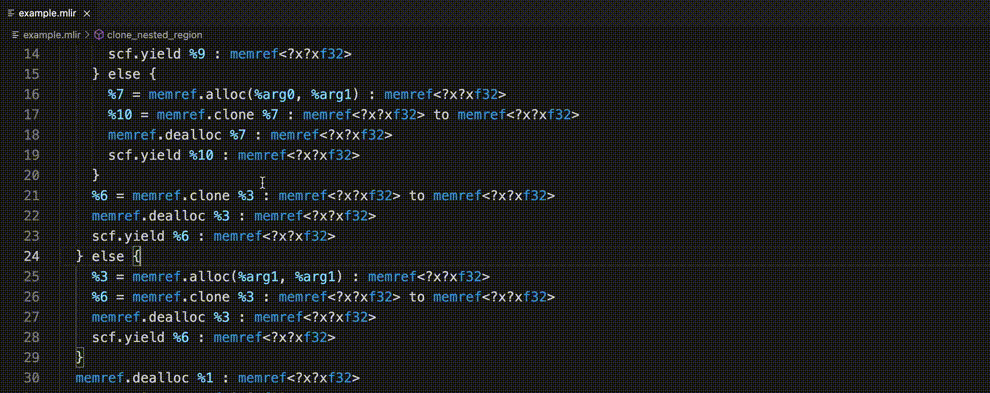 example.mlir ×
example.mlir > clone_nested_region
14 scf.yield %9 : memref<?x?xf32>
15 } else {
16 %7 = memref.alloc(%arg0, %arg1) : memref<?x?xf32>
17 %10 = memref.clone %7 : memref<?x?xf32> to memref<?x?xf32>
18 memref.dealloc %7 : memref<?x?xf32>
19 scf.yield %10 : memref<?x?xf32>
20 }
21 %6 = memref.clone %3 : memref<?x?xf32> to memref<?x?xf32>
22 memref.dealloc %3 : memref<?x?xf32>
23 scf.yield %6 : memref<?x?xf32>
24 } else {
25 %3 = memref.alloc(%arg1, %arg1) : memref<?x?xf32>
26 %6 = memref.clone %3 : memref<?x?xf32> to memref<?x?xf32>
27 memref.dealloc %3 : memref<?x?xf32>
28 scf.yield %6 : memref<?x?xf32>
29 }
30 memref.dealloc %1 : memref<?x?xf32>